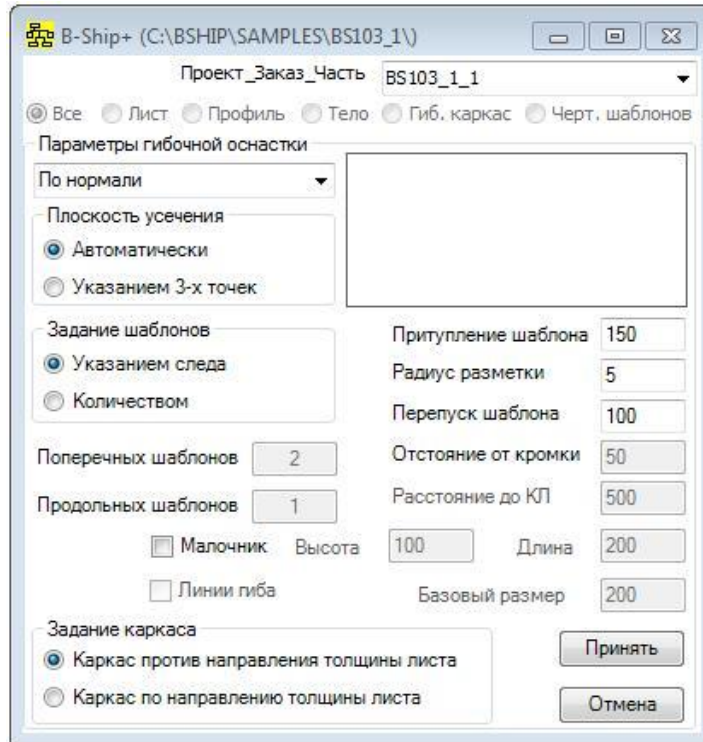 B-Ship+ (C:\BSHIP\SAMPLES\BS103_1\)
Проект_Заказ_Часть BS103_1_1
Все Лист Профиль Тело Гиб. каркас Черт. шаблонов
Параметры гибочной оснастки
По нормали
Плоскость усечения
Автоматически
Указанием 3-х точек
Задание шаблонов
Указанием следа
Количеством
Притупление шаблона 150
Радиус разметки 5
Перепуск шаблона 100
Поперечных шаблонов 2 Отстояние от кромки 50
Продольных шаблонов 1 Расстояние до КЛ 500
Малочник Высота 100 Длина 200
Линии гиба Базовый размер 200
Задание каркаса
Каркас против направления толщины листа
Каркас по направлению толщины листа
Принять
Отмена